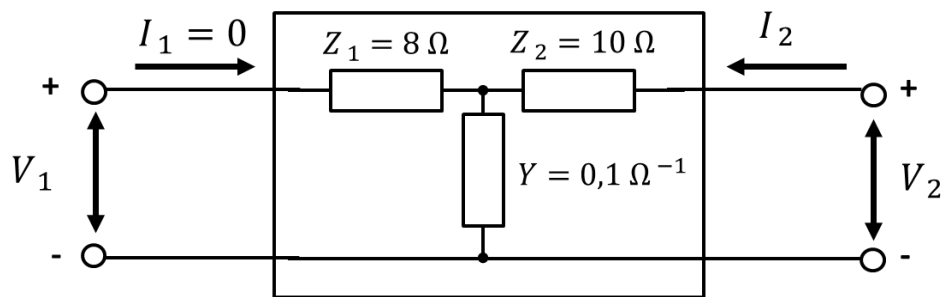 I₁ = 0
Z₁ = 8 Ω
Z₂ = 10 Ω
I₂
+
+
V₁
Y = 0,1 Ω⁻¹
V₂
-
-